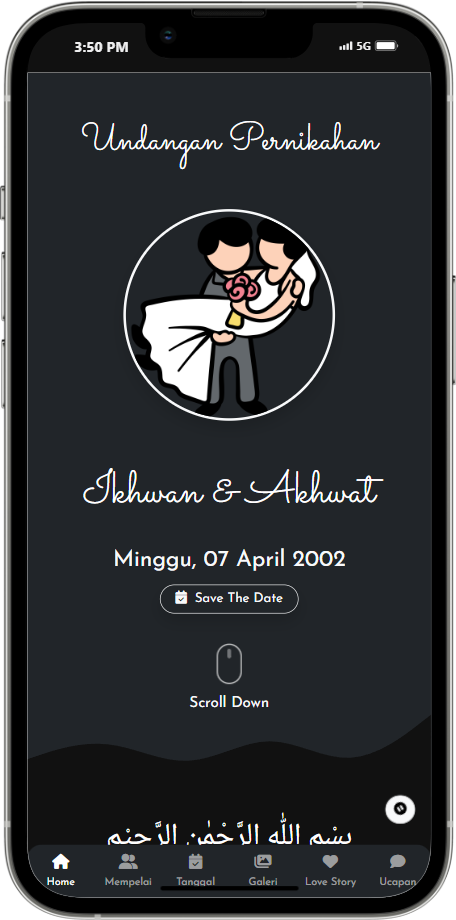 3:50 PM
5G
Undangan Pernikahan
Ikhwan & Akhwat
Minggu, 07 April 2002
Save The Date
Scroll Down
بِسْمِ اللّٰهِ الرَّحْمٰنِ الرَّحِيْمِ
Home
Mempelai
Tanggal
Galeri
Love Story
Ucapan